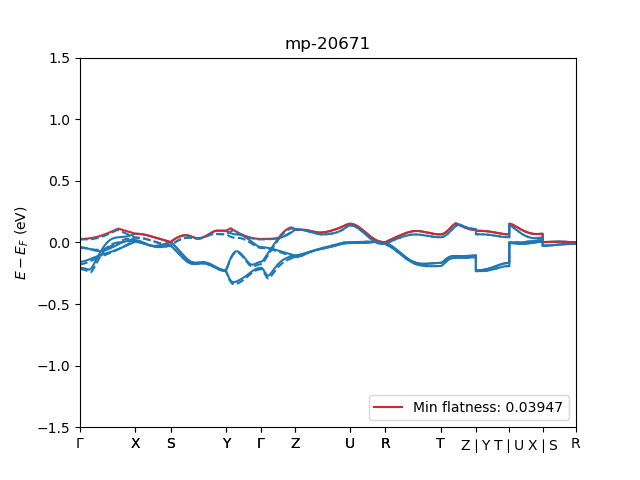 mp-20671
1.5
1.0
0.5
0.0
−0.5
−1.0
−1.5
E − E_F (eV)
Min flatness: 0.03947
Γ X S Y Γ Z U R T Z|Y T|U X|S R